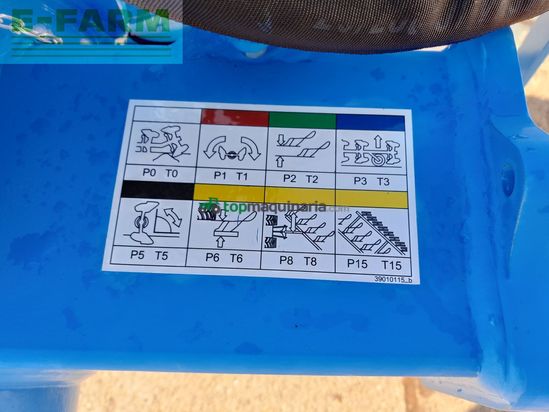 E-FARM
P0 T0 P1 T1 P2 T2 P3 T3
topmaquinaria.com
P5 T5 P6 T6 P8 T8 P15 T15
39010115_b